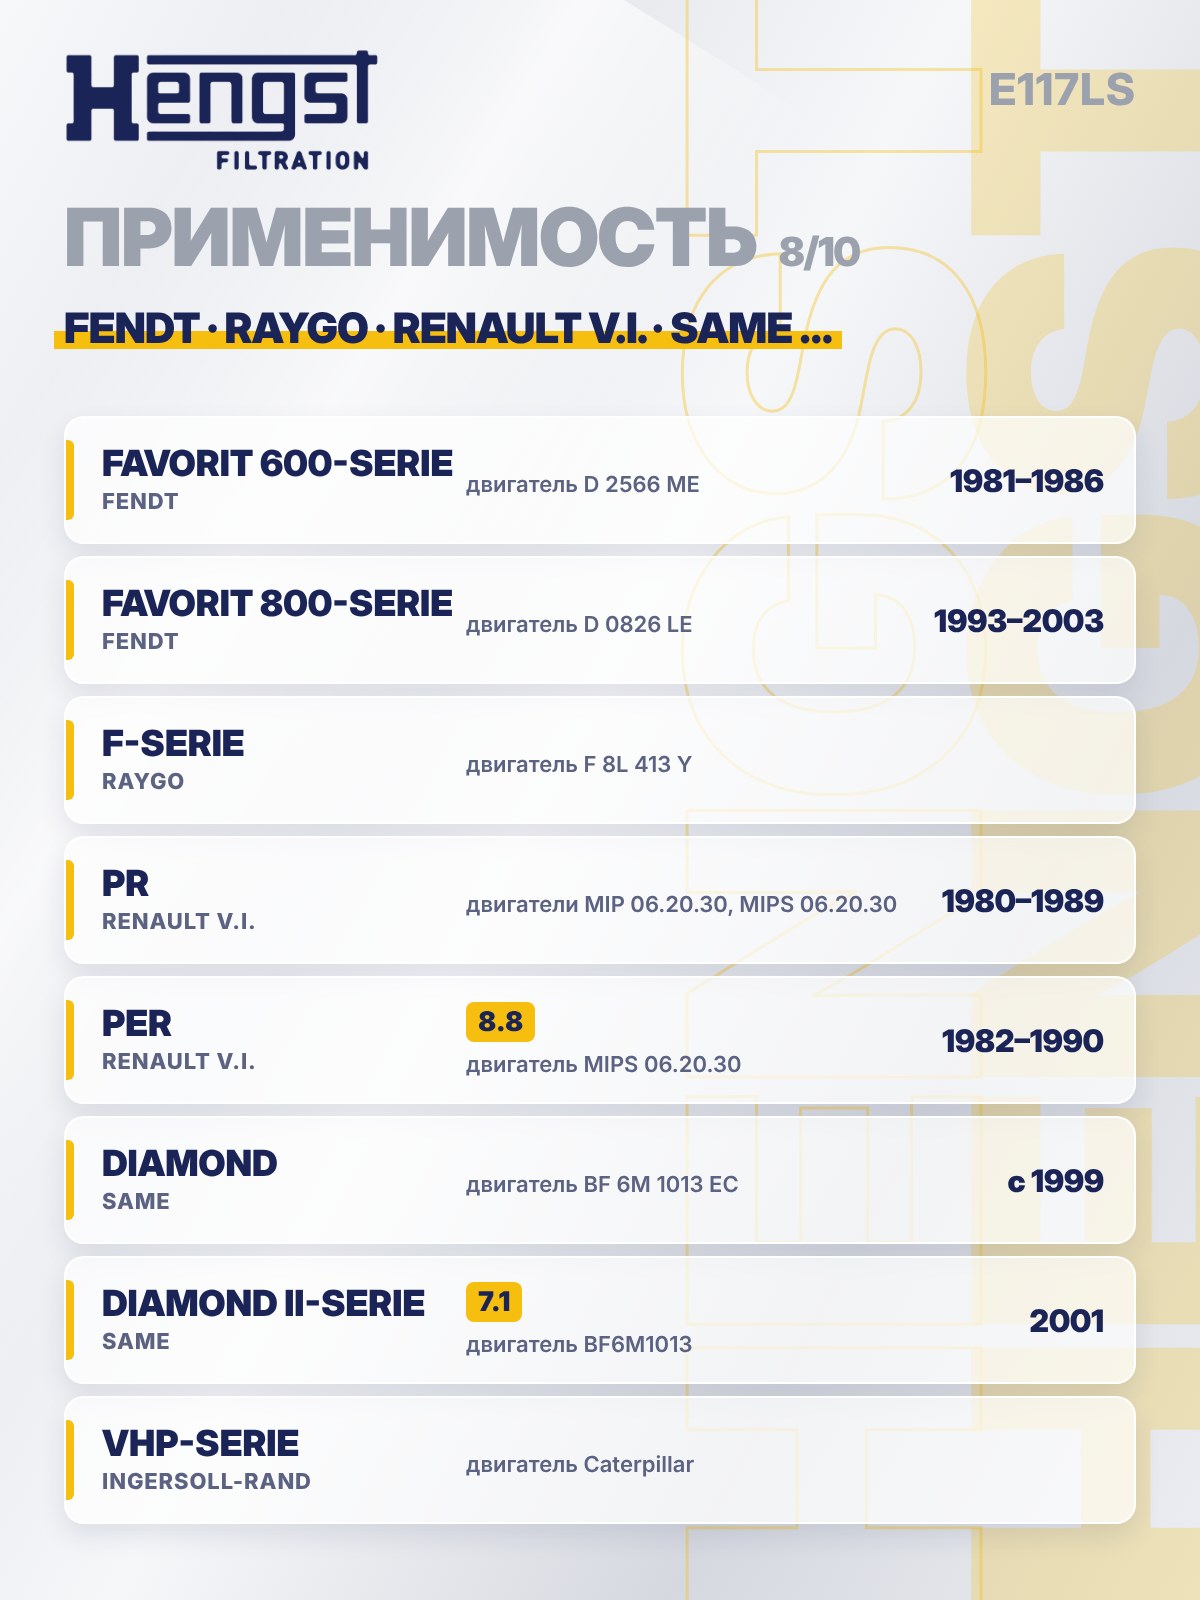 Hengst
FILTRATION
E117LS
ПРИМЕНИМОСТЬ 8/10
FENDT · RAYGO · RENAULT V.I. · SAME ...
FAVORIT 600-SERIE
FENDT
двигатель D 2566 ME
1981–1986
FAVORIT 800-SERIE
FENDT
двигатель D 0826 LE
1993–2003
F-SERIE
RAYGO
двигатель F 8L 413 Y
PR
RENAULT V.I.
двигатели MIP 06.20.30, MIPS 06.20.30
1980–1989
PER
RENAULT V.I.
8.8
двигатель MIPS 06.20.30
1982–1990
DIAMOND
SAME
двигатель BF 6M 1013 EC
с 1999
DIAMOND II-SERIE
SAME
7.1
двигатель BF6M1013
2001
VHP-SERIE
INGERSOLL-RAND
двигатель Caterpillar
HENGST
HENGST